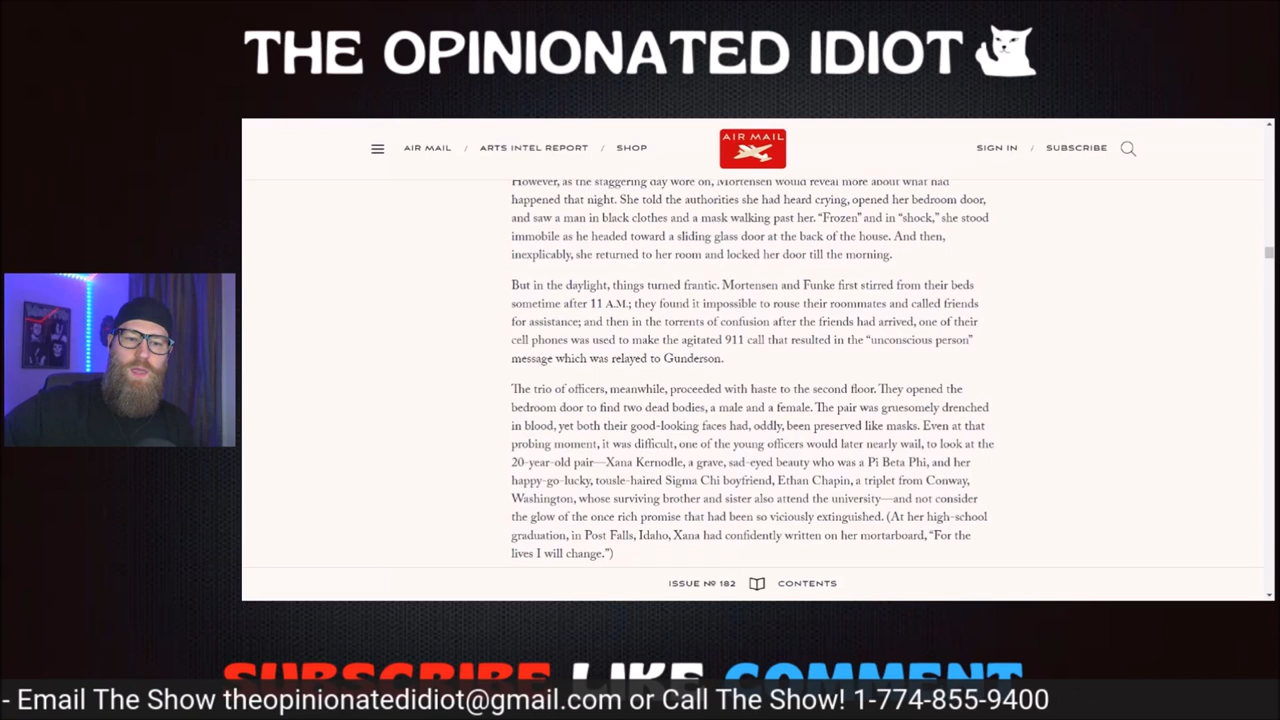 THE OPINIONATED IDIOT
AIR MAIL / ARTS INTEL REPORT / SHOP
AIR MAIL
SIGN IN / SUBSCRIBE
However, as the staggering day wore on, Mortensen would reveal more about what had
happened that night. She told the authorities she had heard crying, opened her bedroom door,
and saw a man in black clothes and a mask walking past her. “Frozen” and in “shock,” she stood
immobile as he headed toward a sliding glass door at the back of the house. And then,
inexplicably, she returned to her room and locked her door till the morning.
But in the daylight, things turned frantic. Mortensen and Funke first stirred from their beds
sometime after 11 A.M.; they found it impossible to rouse their roommates and called friends
for assistance; and then in the torrents of confusion after the friends had arrived, one of their
cell phones was used to make the agitated 911 call that resulted in the “unconscious person”
message which was relayed to Gunderson.
The trio of officers, meanwhile, proceeded with haste to the second floor. They opened the
bedroom door to find two dead bodies, a male and a female. The pair was gruesomely drenched
in blood, yet both their good-looking faces had, oddly, been preserved like masks. Even at that
probing moment, it was difficult, one of the young officers would later nearly wail, to look at the
20-year-old pair—Xana Kernodle, a grave, sad-eyed beauty who was a Pi Beta Phi, and her
happy-go-lucky, tousle-haired Sigma Chi boyfriend, Ethan Chapin, a triplet from Conway,
Washington, whose surviving brother and sister also attend the university—and not consider
the glow of the once rich promise that had been so viciously extinguished. (At her high-school
graduation, in Post Falls, Idaho, Xana had confidently written on her mortarboard, “For the
lives I will change.”)
ISSUE Nº 182 CONTENTS
SUBSCRIBE LIKE COMMENT
- Email The Show theopinionatedidiot@gmail.com or Call The Show! 1-774-855-9400